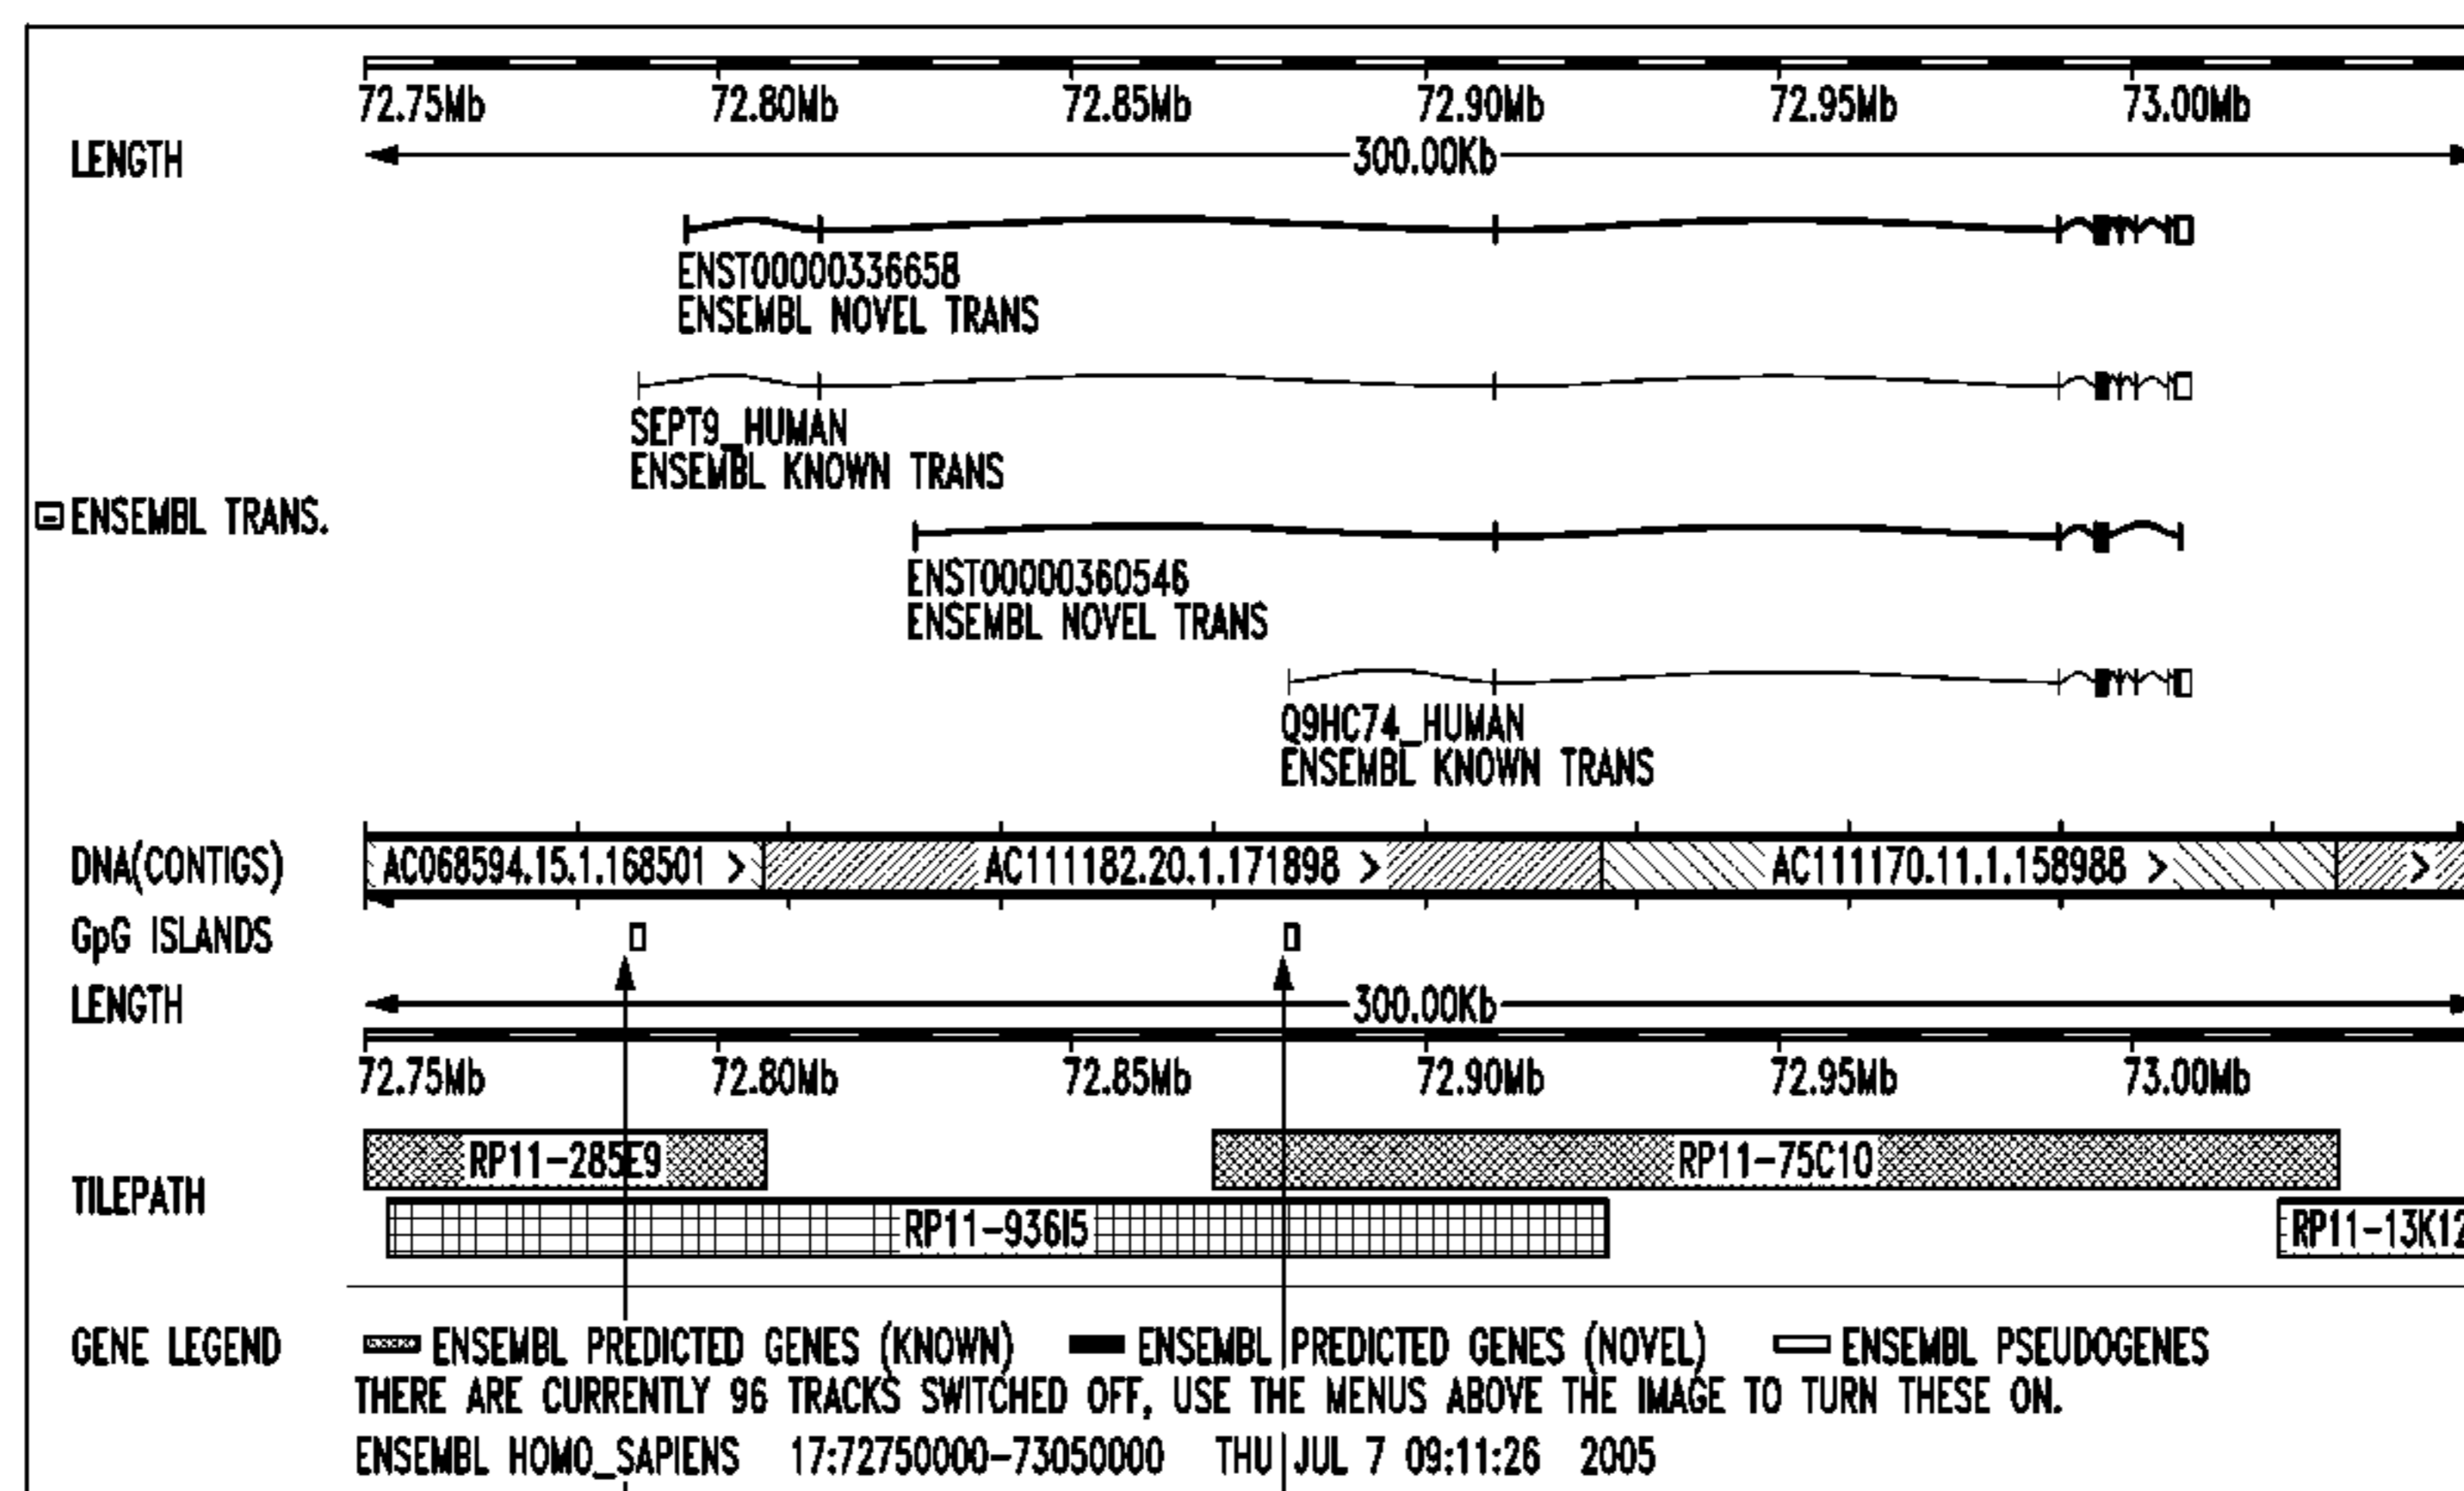 72.75Mb 72.80Mb 72.85Mb 72.90Mb 72.95Mb 73.00Mb
LENGTH 300.00Kb
ENST00000336658
ENSEMBL NOVEL TRANS
SEPT9_HUMAN
ENSEMBL KNOWN TRANS
ENSEMBL TRANS.
ENST00000360546
ENSEMBL NOVEL TRANS
Q9HC74_HUMAN
ENSEMBL KNOWN TRANS
DNA(CONTIGS) AC068594.15.1.168501 > AC111182.20.1.171898 > AC111170.11.1.158988 > >
GpG ISLANDS
LENGTH 300.00Kb
72.75Mb 72.80Mb 72.85Mb 72.90Mb 72.95Mb 73.00Mb
RP11-285E9 RP11-75C10
TILEPATH
RP11-936I5 RP11-13K12
GENE LEGEND ENSEMBL PREDICTED GENES (KNOWN) ENSEMBL PREDICTED GENES (NOVEL) ENSEMBL PSEUDOGENES
THERE ARE CURRENTLY 96 TRACKS SWITCHED OFF, USE THE MENUS ABOVE THE IMAGE TO TURN THESE ON.
ENSEMBL HOMO_SAPIENS 17:72750000-73050000 THU JUL 7 09:11:26 2005